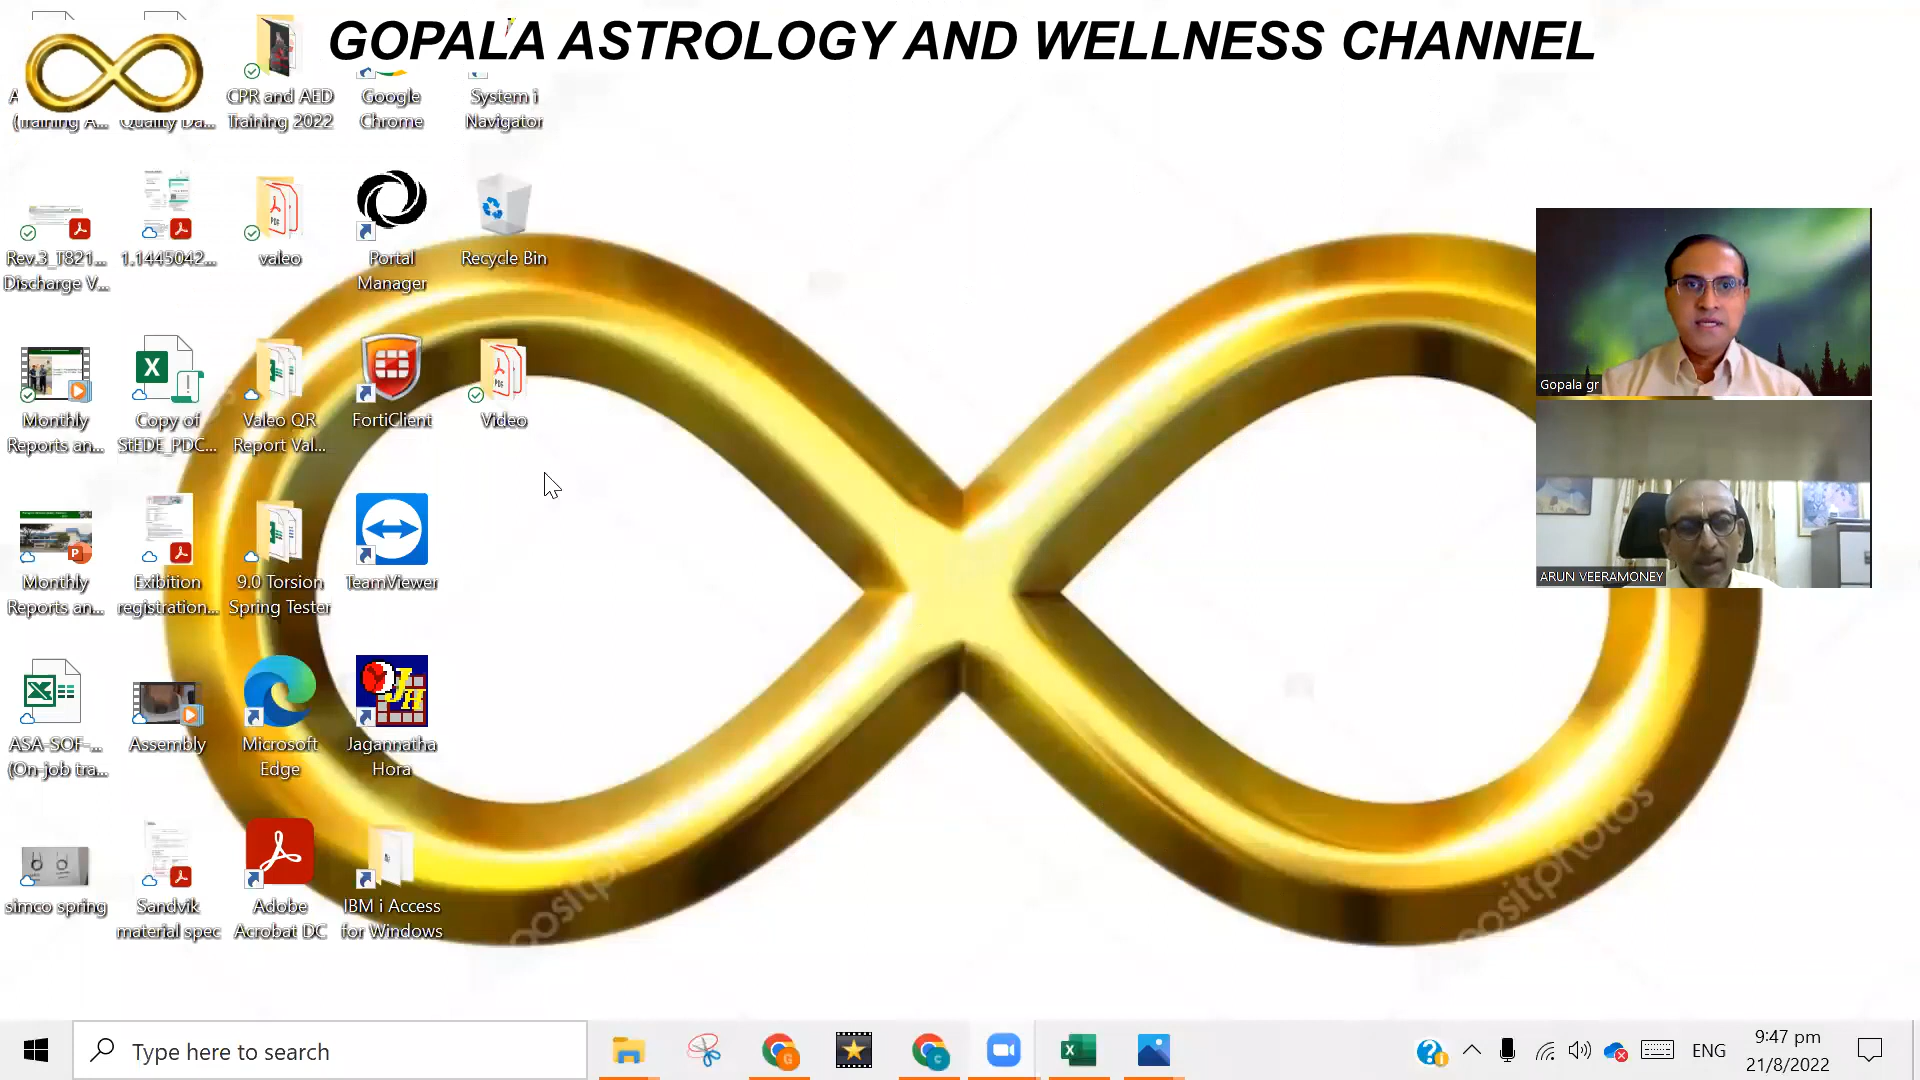 GOPALA ASTROLOGY AND WELLNESS CHANNEL
(Training A...
Quality Da...
CPR and AED
Training 2022
Google
Chrome
System i
Navigator
Rev.3_T821...
Discharge V...
1.1445042...
valeo
Portal
Manager
Recycle Bin
Monthly
Reports an...
Copy of
StEDE_PDC...
Valeo QR
Report Val...
FortiClient
Video
Gopala gr
ARUN VEERAMONEY
Monthly
Reports an...
Exibition
registration...
9.0 Torsion
Spring Tester
TeamViewer
ASA-SOF-...
(On-job tra...
Assembly
Microsoft
Edge
Jagannatha
Hora
simco spring
Sandvik
material spec
Adobe
Acrobat DC
IBM i Access
for Windows
Type here to search
ENG
9:47 pm
21/8/2022